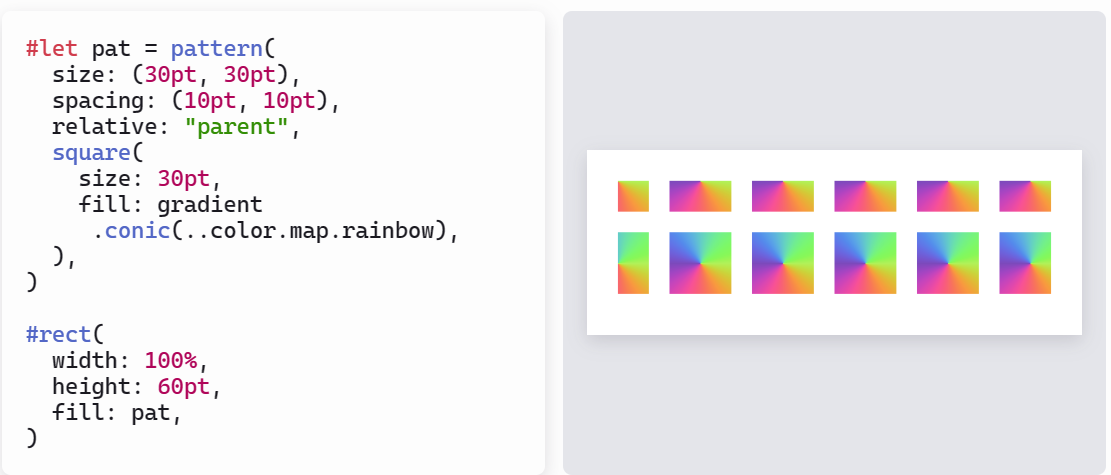 #let pat = pattern(
  size: (30pt, 30pt),
  spacing: (10pt, 10pt),
  relative: "parent",
  square(
    size: 30pt,
    fill: gradient
     .conic(..color.map.rainbow),
  ),
)

#rect(
  width: 100%,
  height: 60pt,
  fill: pat,
)